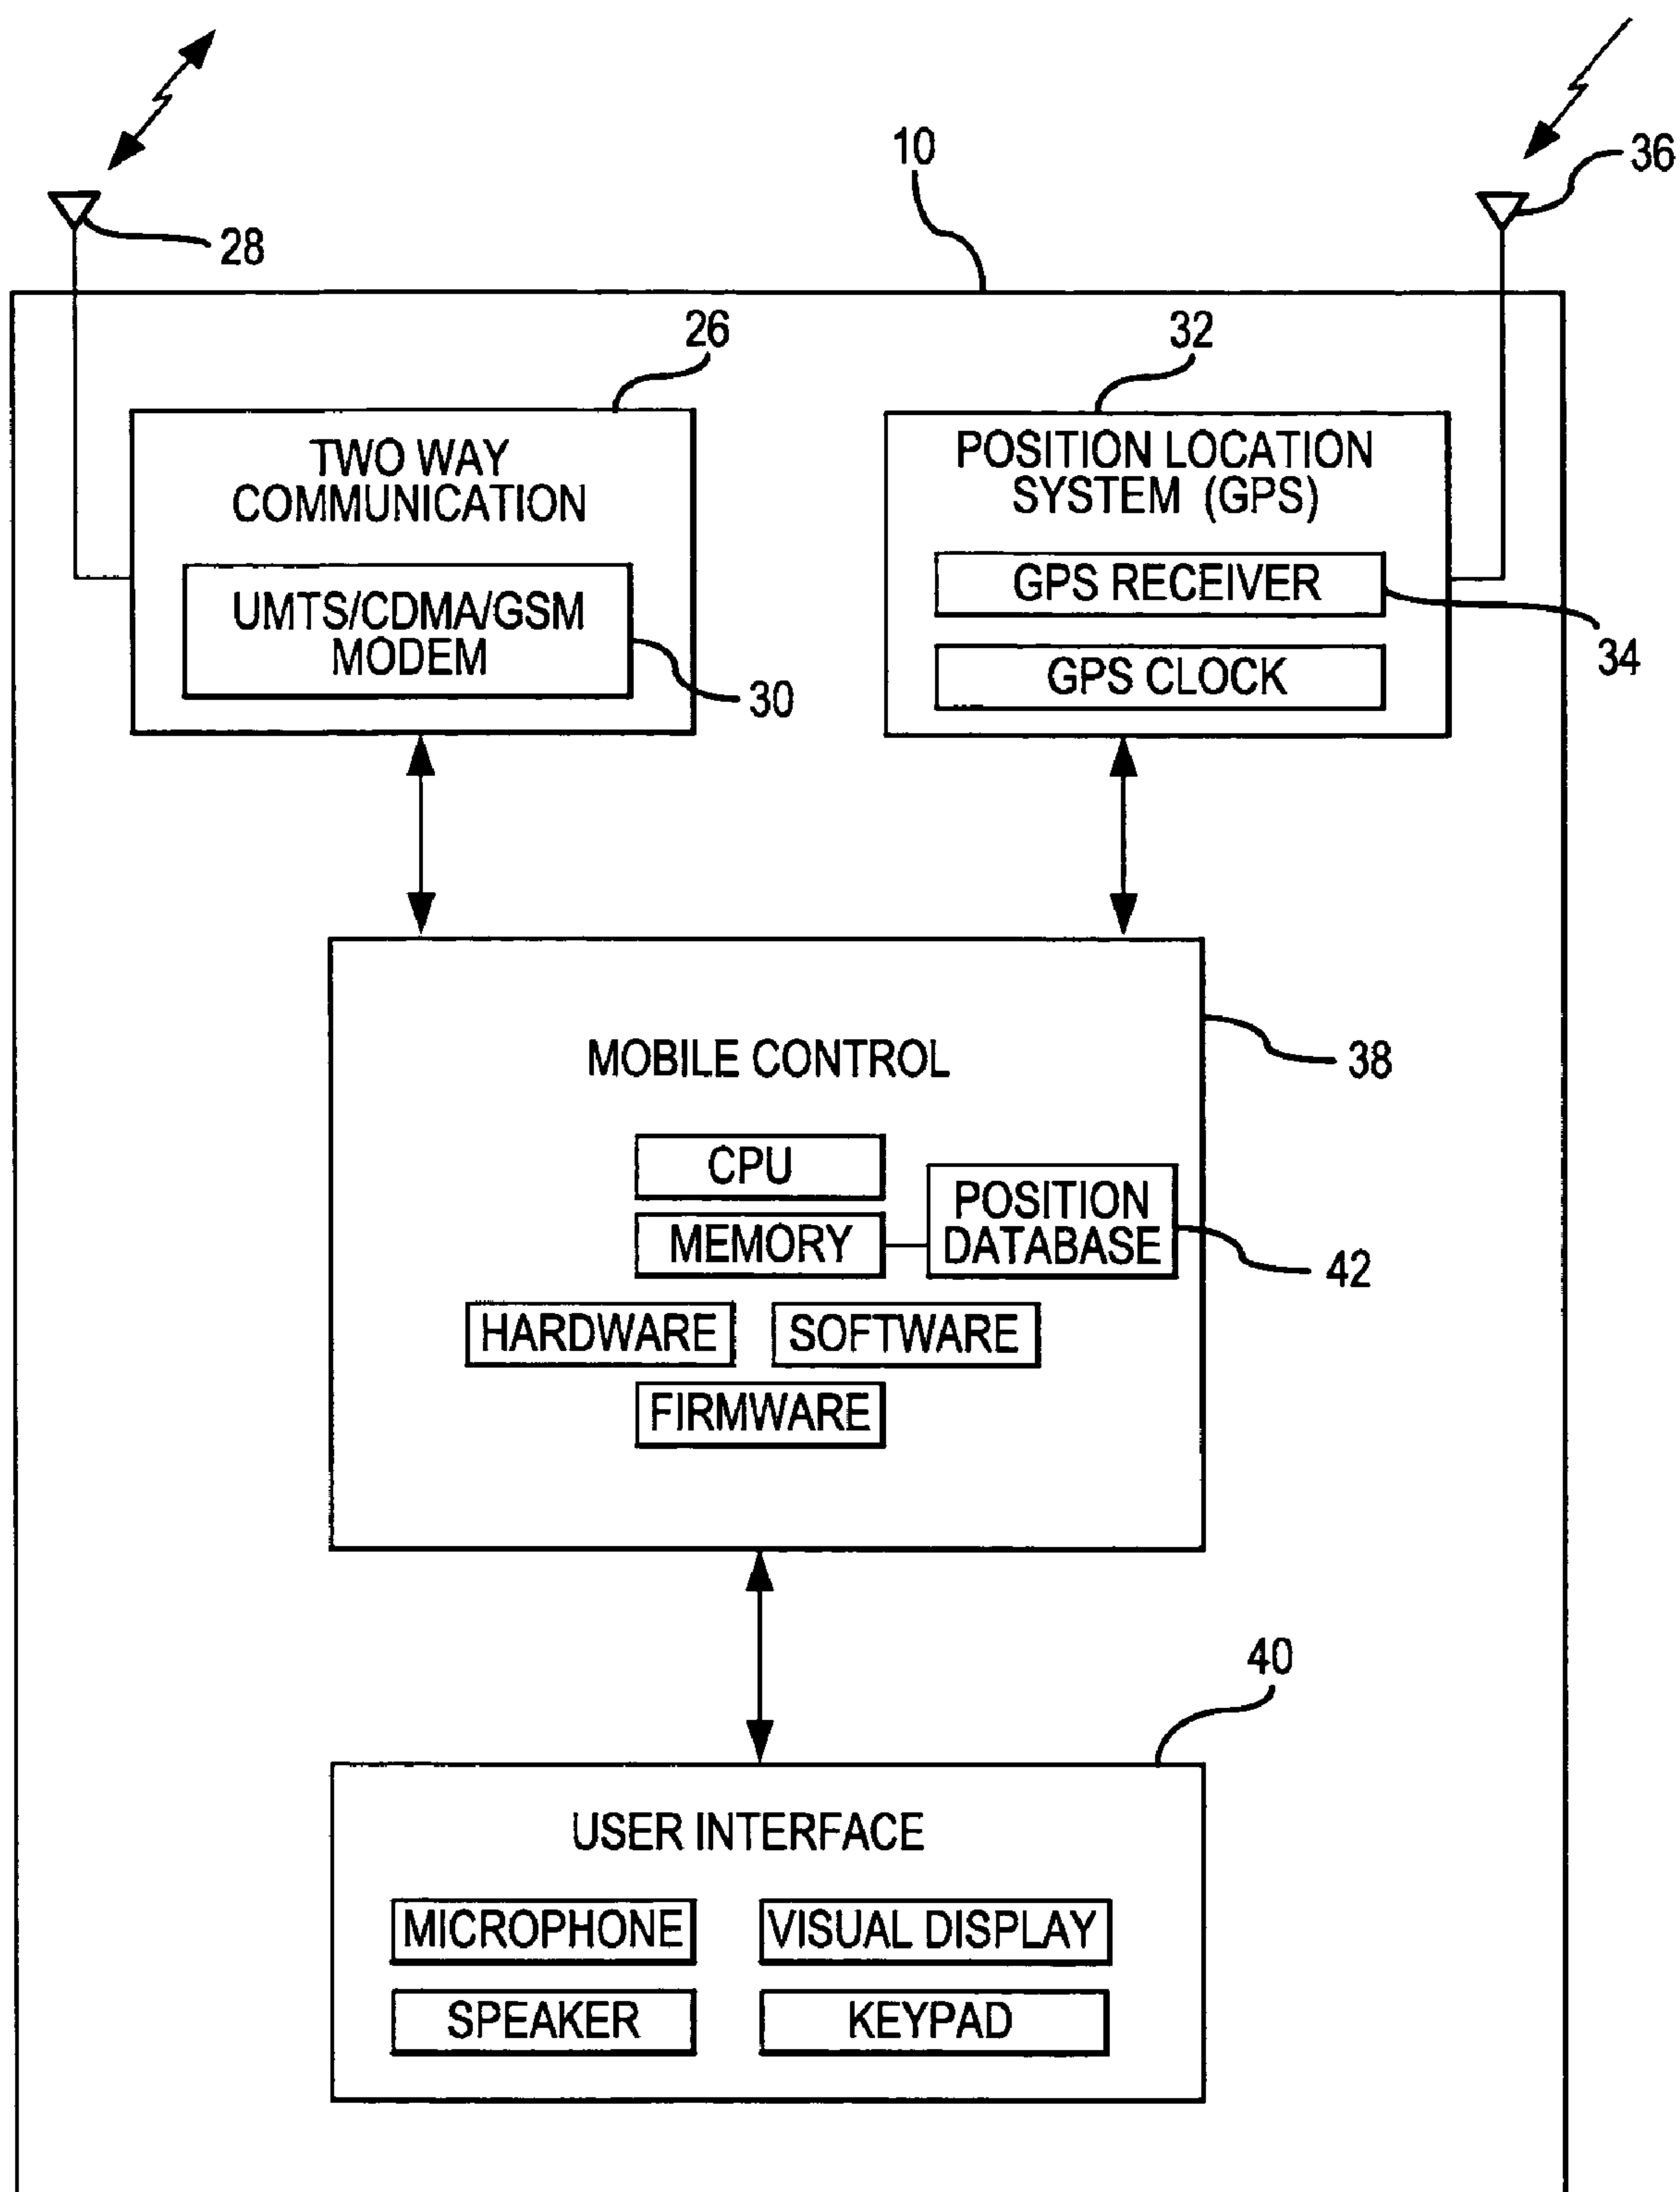 10
36
28
26
32
TWO WAY
COMMUNICATION
UMTS/CDMA/GSM
MODEM
30
POSITION LOCATION
SYSTEM (GPS)
GPS RECEIVER
34
GPS CLOCK
MOBILE CONTROL
38
CPU
MEMORY
POSITION
DATABASE
42
HARDWARE
SOFTWARE
FIRMWARE
40
USER INTERFACE
MICROPHONE
VISUAL DISPLAY
SPEAKER
KEYPAD